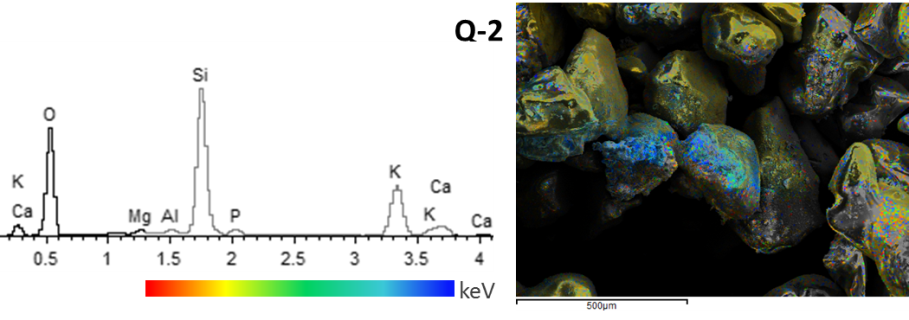 Q-2
Si
O
K
K
Ca
Ca
Mg
Al
P
K
Ca
0.5 1 1.5 2 2.5 3 3.5 4
keV
500µm